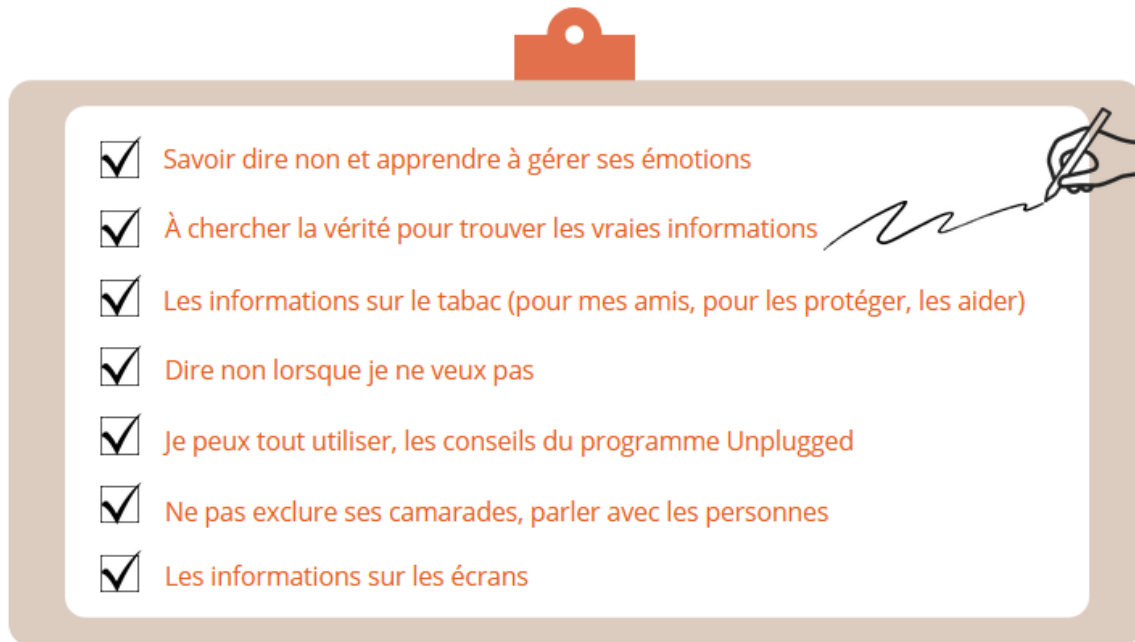 Savoir dire non et apprendre à gérer ses émotions
À chercher la vérité pour trouver les vraies informations
Les informations sur le tabac (pour mes amis, pour les protéger, les aider)
Dire non lorsque je ne veux pas
Je peux tout utiliser, les conseils du programme Unplugged
Ne pas exclure ses camarades, parler avec les personnes
Les informations sur les écrans